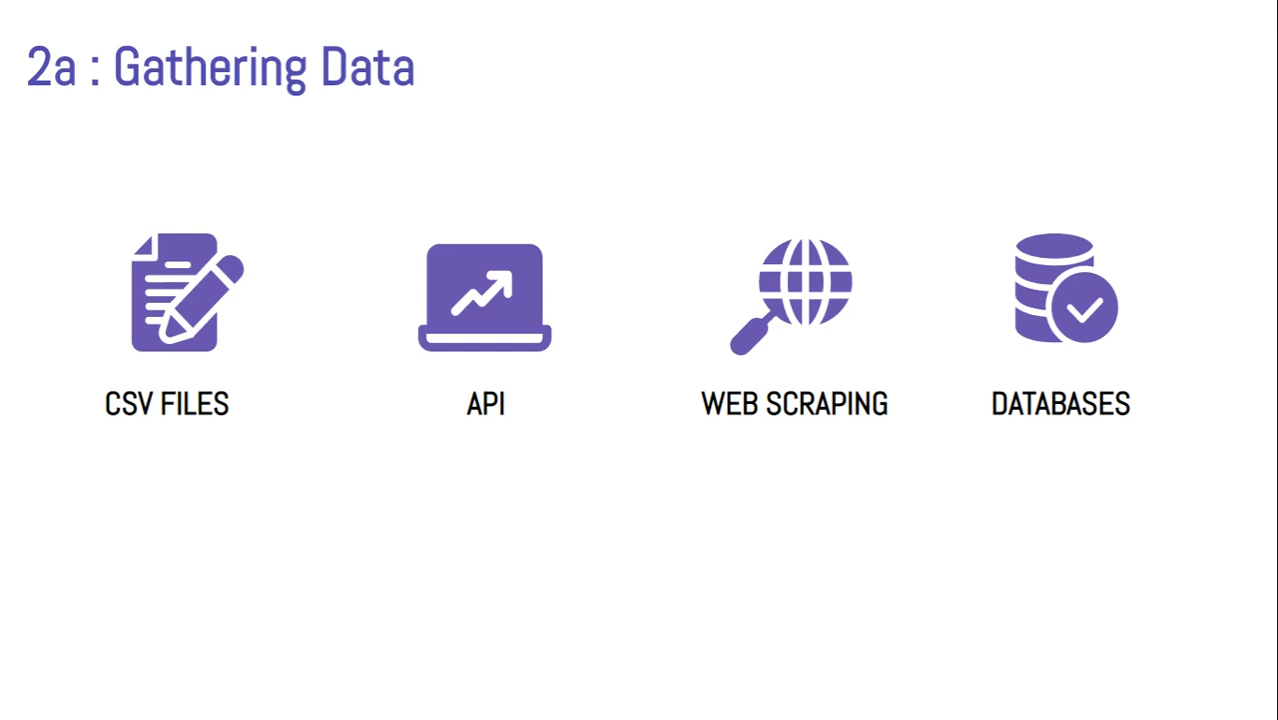 2a : Gathering Data
CSV FILES
API
WEB SCRAPING
DATABASES